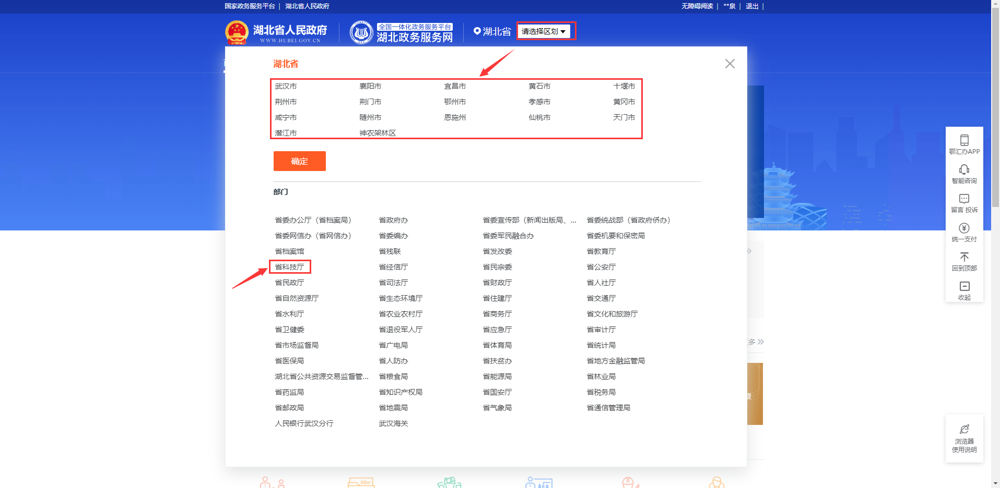 国家政务服务平台 | 湖北省人民政府
无障碍阅读 | **泉 | 退出 |
湖北省人民政府
WWW.HUBEI.GOV.CN
全国一体化政务服务平台
湖北政务服务网
湖北省
请选择区划
湖北省
武汉市 襄阳市 宜昌市 黄石市 十堰市
荆州市 荆门市 鄂州市 孝感市 黄冈市
咸宁市 随州市 恩施州 仙桃市 天门市
潜江市 神农架林区
确定
部门
省委办公厅（省档案局） 省政府办 省委宣传部（新闻出版局、... 省委统战部（省政府侨办）
省委网信办（省网信办） 省委编办 省委军民融合办 省委机要和保密局
省档案馆 省残联 省发改委 省教育厅
省科技厅 省经信厅 省民宗委 省公安厅
省民政厅 省司法厅 省财政厅 省人社厅
省自然资源厅 省生态环境厅 省住建厅 省交通厅
省水利厅 省农业农村厅 省商务厅 省文化和旅游厅
省卫健委 省退役军人厅 省应急厅 省审计厅
省市场监督局 省广电局 省体育局 省统计局
省医保局 省人防办 省扶贫办 省地方金融监管局
湖北省公共资源交易监督管... 省粮食局 省能源局 省林业局
省药监局 省知识产权局 省国安厅 省税务局
省邮政局 省地震局 省气象局 省通信管理局
人民银行武汉分行 武汉海关
多
鄂汇办APP
智能咨询
留言 投诉
统一支付
回到顶部
收起
浏览器
使用说明